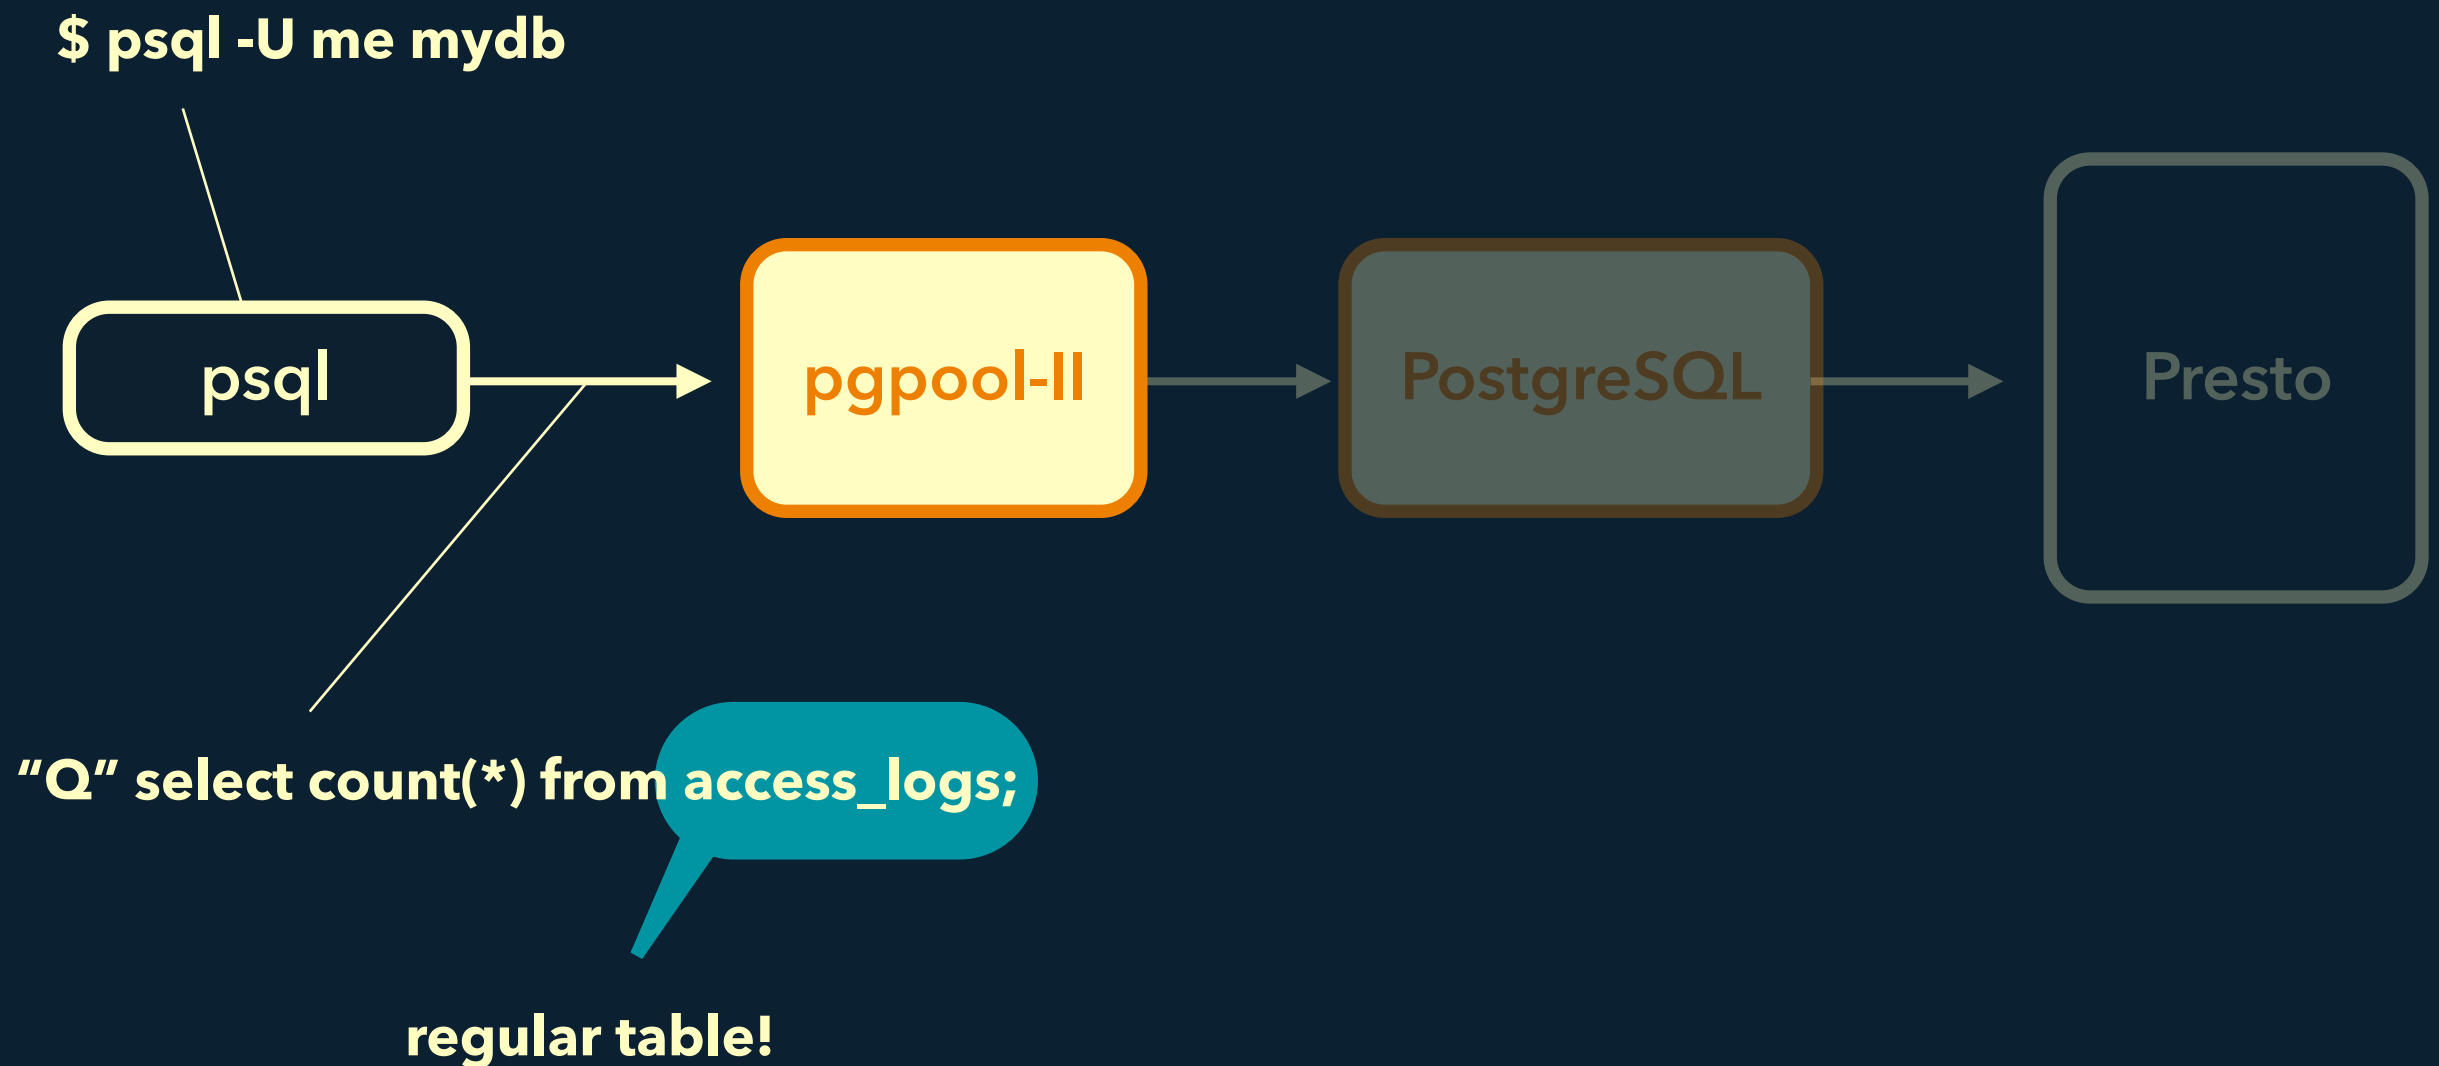 $ psql -U me mydb
psql
pgpool-II
PostgreSQL
Presto
"Q" select count(*) from access_logs;
regular table!